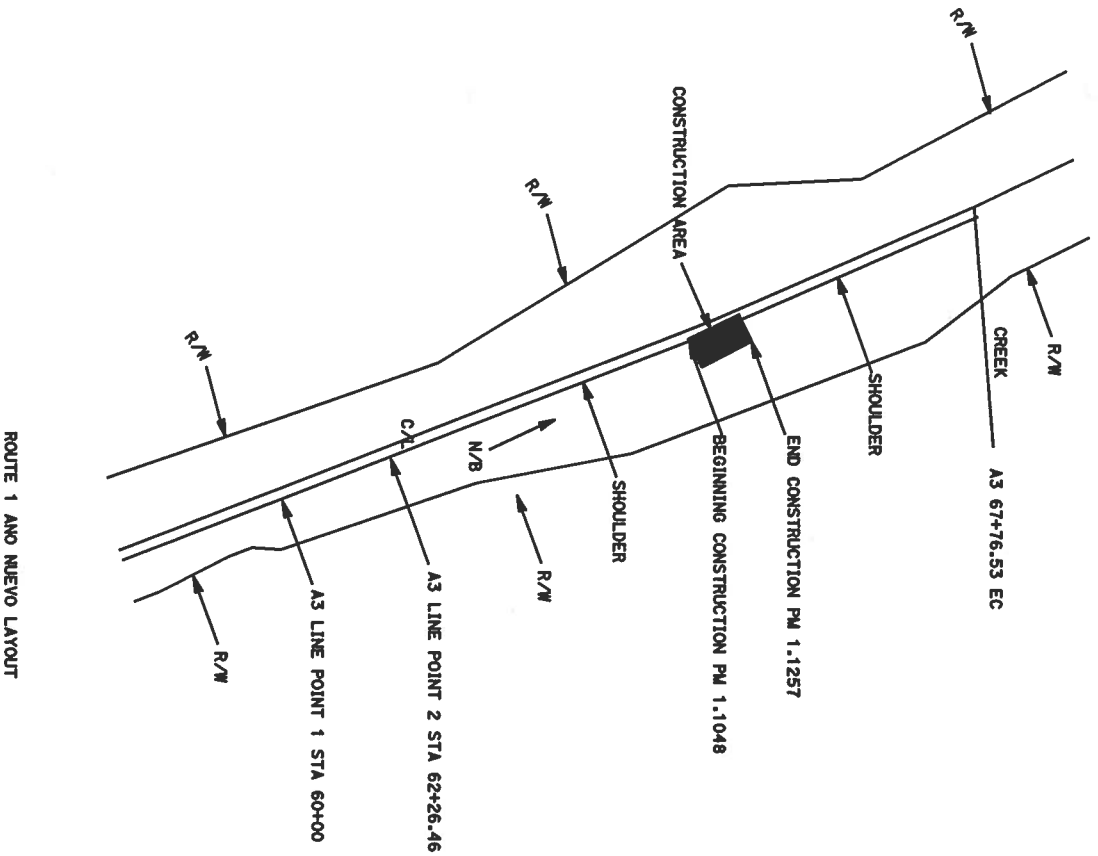 R/W
CONSTRUCTION AREA
R/W
R/W
CREEK
R/W
SHOULDER
A3 67+76.53 EC
END CONSTRUCTION PM 1.1257
BEGINNING CONSTRUCTION PM 1.1048
C/L
N/B
SHOULDER
R/W
A3 LINE POINT 2 STA 62+26.46
A3 LINE POINT 1 STA 60+00
R/W
ROUTE 1 ANO NUEVO LAYOUT